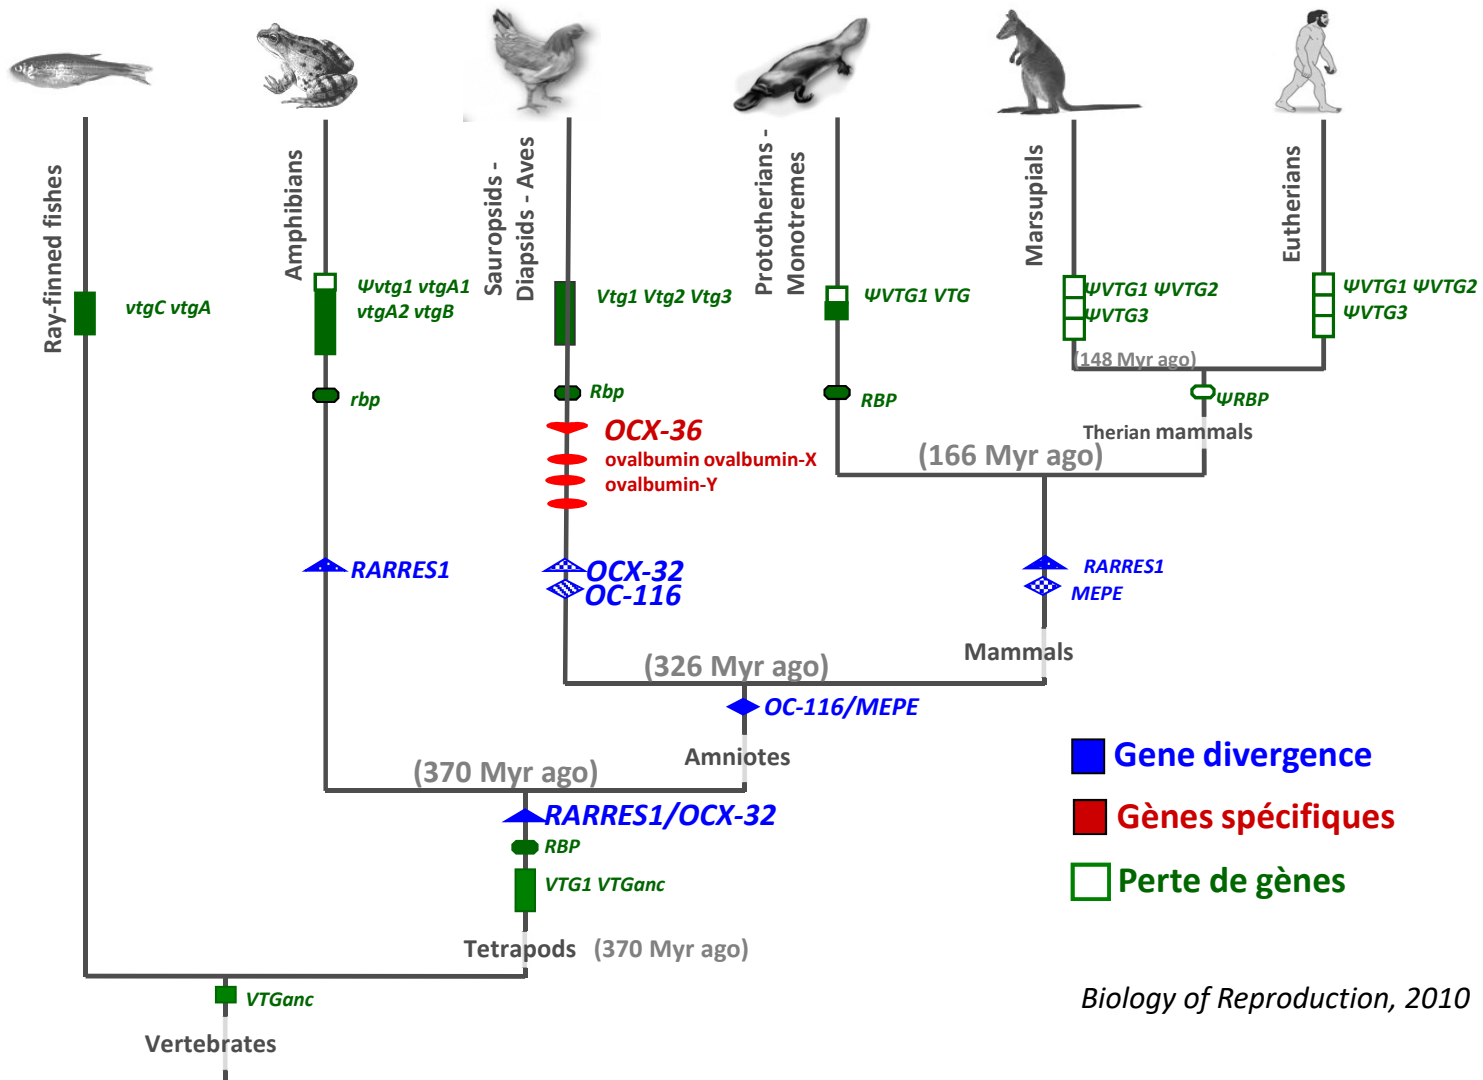 Ray-finned fishes
Amphibians
Sauropsids -
Diapsids - Aves
Prototherians -
Monotremes
Marsupials
Eutherians
vtgC vtgA
Ψvtg1 vtgA1
vtgA2 vtgB
Vtg1 Vtg2 Vtg3
ΨVTG1 VTG
ΨVTG1 ΨVTG2
ΨVTG3
ΨVTG1 ΨVTG2
ΨVTG3
(148 Myr ago)
rbp
Rbp
RBP
ΨRBP
OCX-36
ovalbumin ovalbumin-X
ovalbumin-Y
Therian mammals
(166 Myr ago)
RARRES1
OCX-32
OC-116
RARRES1
MEPE
Mammals
(326 Myr ago)
OC-116/MEPE
Amniotes
(370 Myr ago)
RARRES1/OCX-32
RBP
VTG1 VTGanc
Tetrapods (370 Myr ago)
VTGanc
Vertebrates
Gene divergence
Gènes spécifiques
Perte de gènes
Biology of Reproduction, 2010